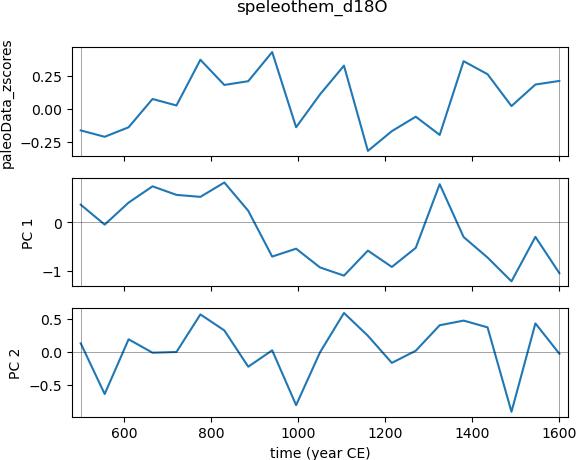 speleothem_d18O
paleoData_zscores
0.25
0.00
−0.25
PC 1
0
−1
PC 2
0.5
0.0
−0.5
600 800 1000 1200 1400 1600
time (year CE)